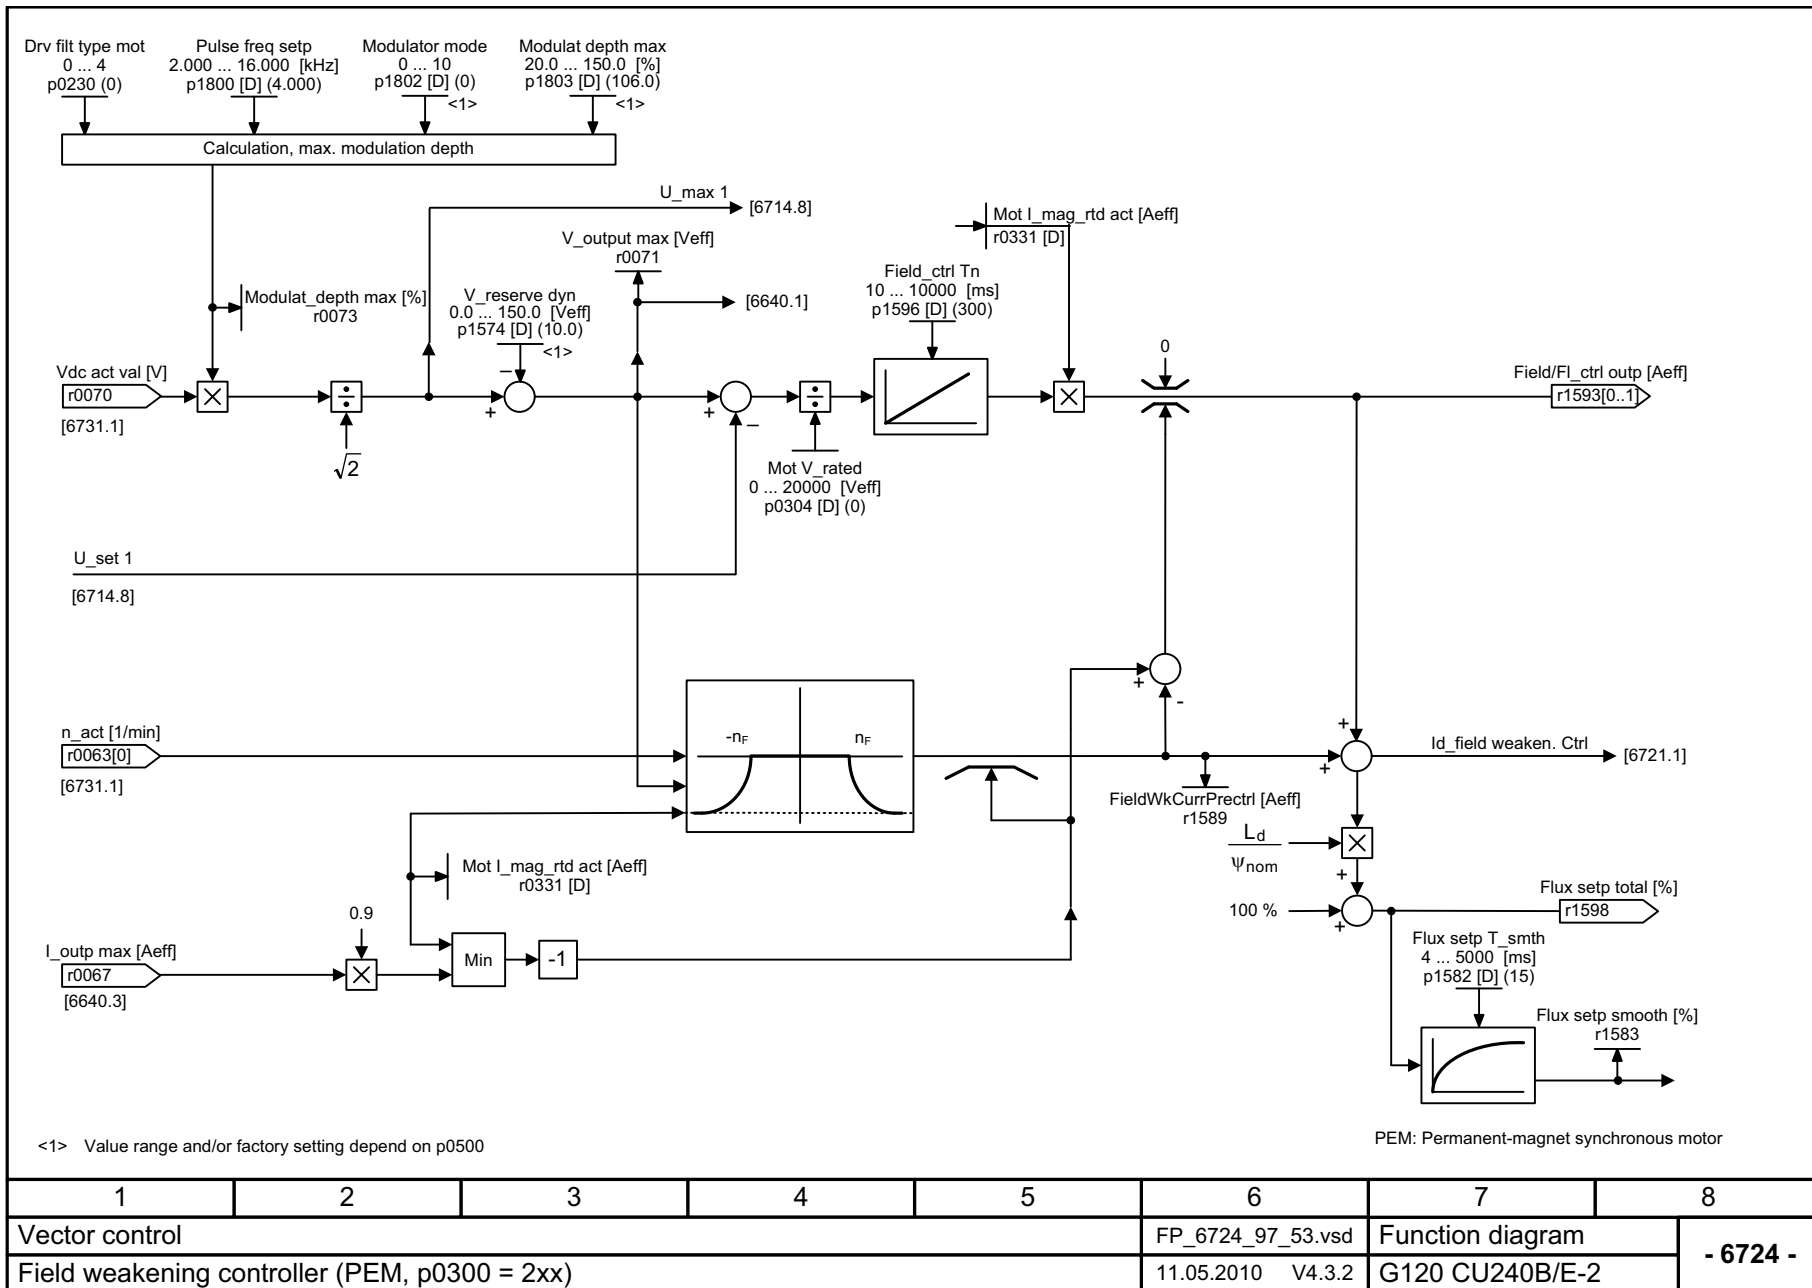 Drv filt type mot
0 ... 4
p0230 (0)
Pulse freq setp
2.000 ... 16.000 [kHz]
p1800 [D] (4.000)
Modulator mode
0 ... 10
p1802 [D] (0)
<1>
Modulat depth max
20.0 ... 150.0 [%]
p1803 [D] (106.0)
<1>
Calculation, max. modulation depth
U_max 1
[6714.8]
Mot I_mag_rtd act [Aeff]
r0331 [D]
V_output max [Veff]
r0071
[6640.1]
Modulat_depth max [%]
r0073
V_reserve dyn
0.0 ... 150.0 [Veff]
p1574 [D] (10.0)
<1>
Field_ctrl Tn
10 ... 10000 [ms]
p1596 [D] (300)
0
Vdc act val [V]
r0070
[6731.1]
×
÷
√2
–
+
+
–
÷
×
Field/Fl_ctrl outp [Aeff]
r1593[0..1]
Mot V_rated
0 ... 20000 [Veff]
p0304 [D] (0)
U_set 1
[6714.8]
+
-
n_act [1/min]
r0063[0]
[6731.1]
-nF
nF
+
+
Id_field weaken. Ctrl
[6721.1]
FieldWkCurrPrectrl [Aeff]
r1589
Ld
ψnom
×
+
Mot I_mag_rtd act [Aeff]
r0331 [D]
100 %
+
Flux setp total [%]
r1598
0.9
I_outp max [Aeff]
r0067
[6640.3]
×
Min
-1
Flux setp T_smth
4 ... 5000 [ms]
p1582 [D] (15)
Flux setp smooth [%]
r1583
<1> Value range and/or factory setting depend on p0500
PEM: Permanent-magnet synchronous motor
1 2 3 4 5 6 7 8
Vector control
FP_6724_97_53.vsd
Function diagram
- 6724 -
Field weakening controller (PEM, p0300 = 2xx)
11.05.2010 V4.3.2
G120 CU240B/E-2